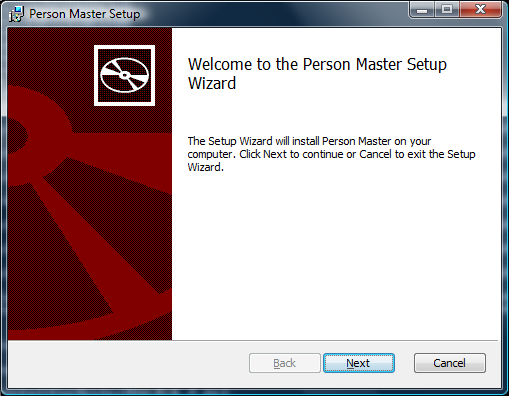 Person Master Setup
Welcome to the Person Master Setup
Wizard
The Setup Wizard will install Person Master on your
computer. Click Next to continue or Cancel to exit the Setup
Wizard.
Back
Next
Cancel